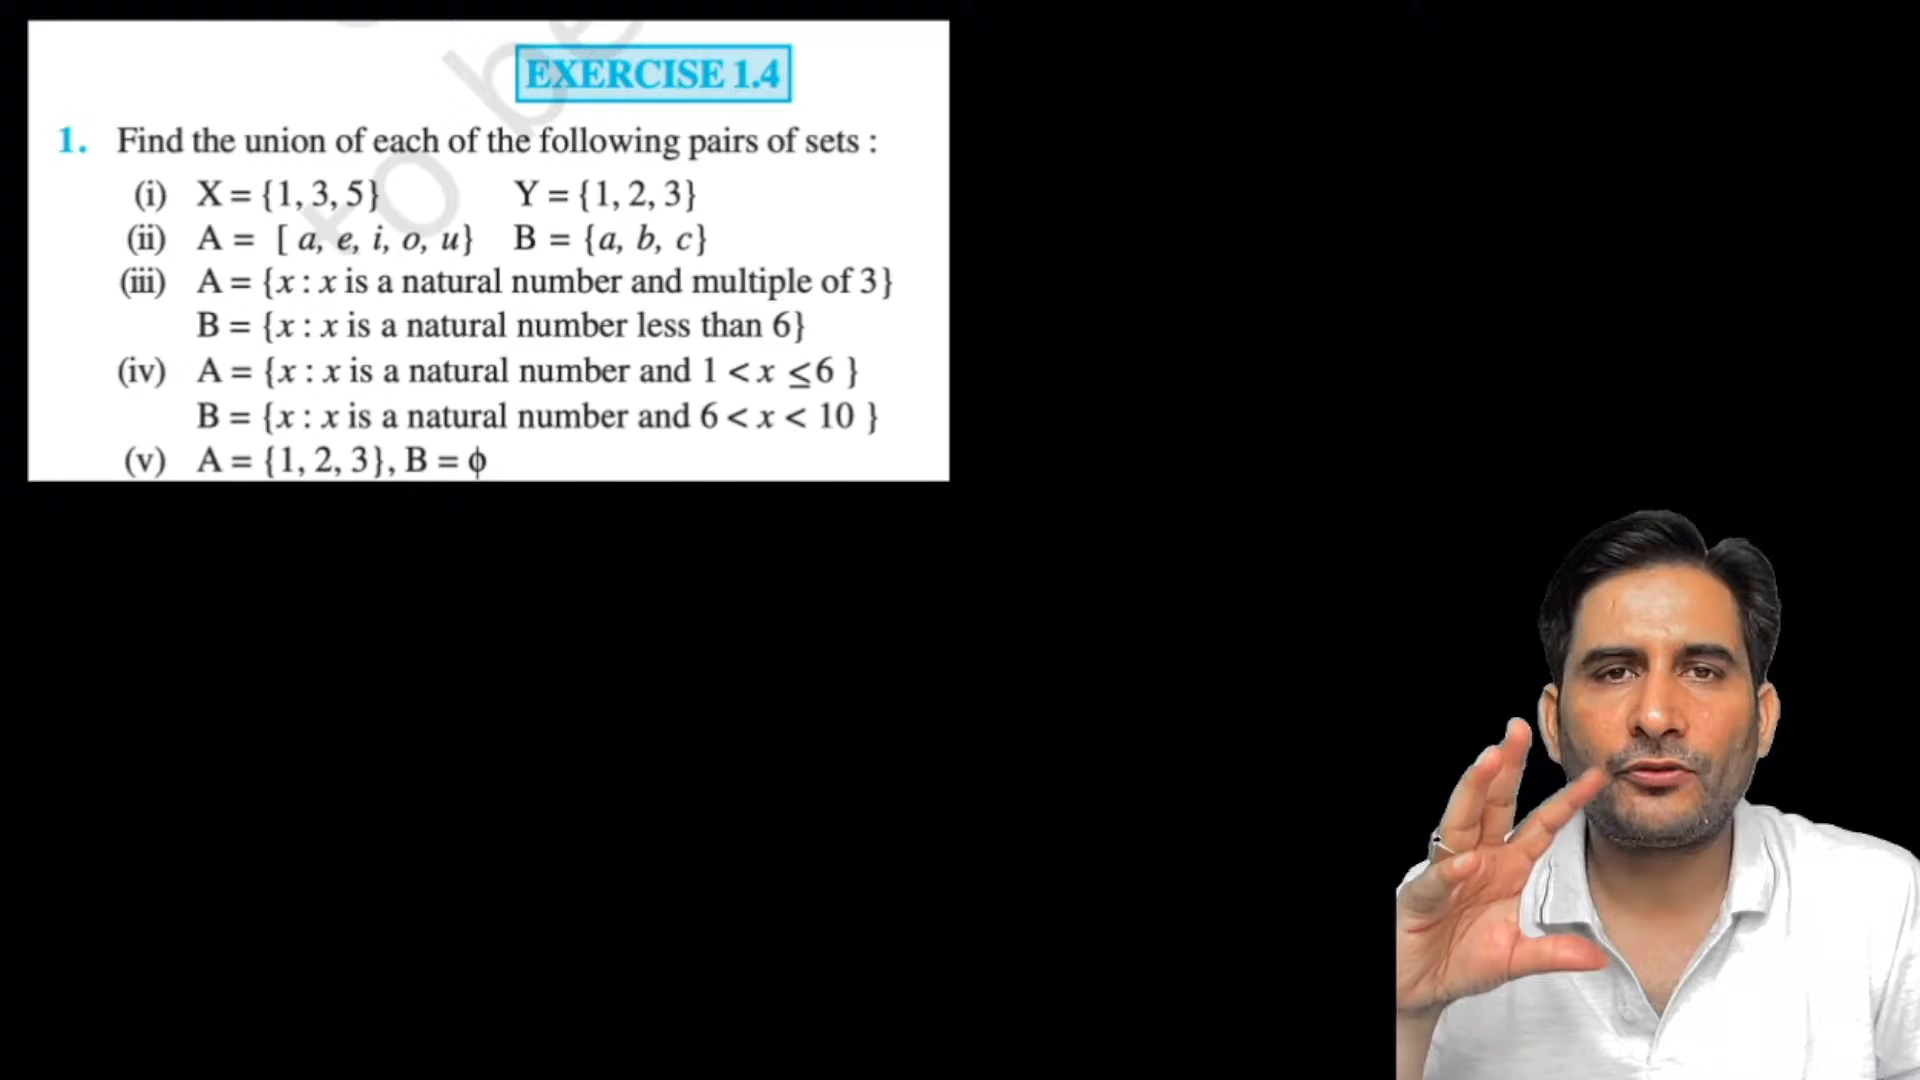 to be
EXERCISE 1.4
1. Find the union of each of the following pairs of sets :
(i) X = {1, 3, 5} Y = {1, 2, 3}
(ii) A = [ a, e, i, o, u} B = {a, b, c}
(iii) A = {x : x is a natural number and multiple of 3}
B = {x : x is a natural number less than 6}
(iv) A = {x : x is a natural number and 1 < x ≤ 6 }
B = {x : x is a natural number and 6 < x < 10 }
(v) A = {1, 2, 3}, B = ϕ